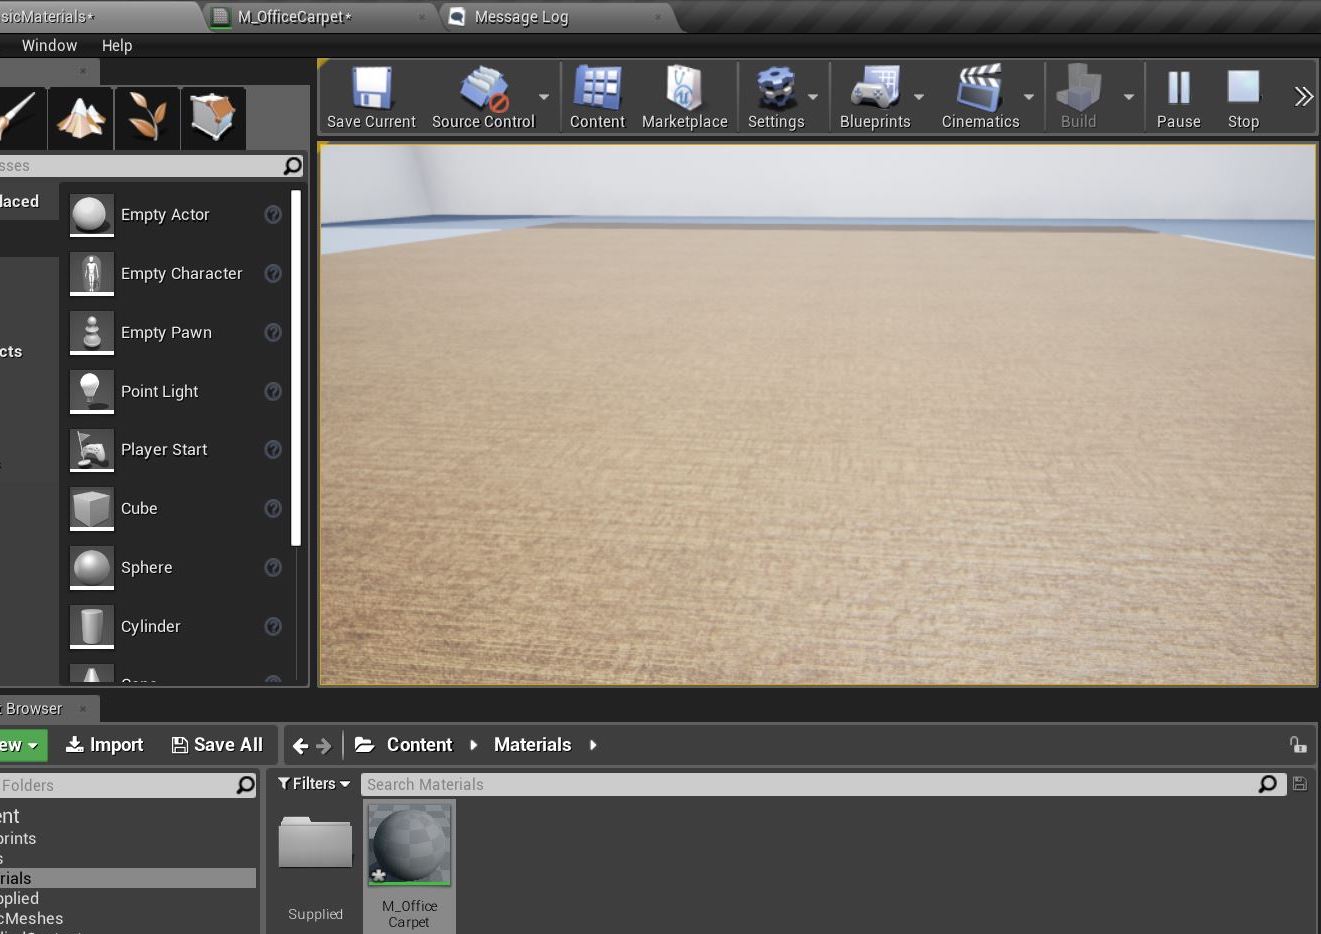 sicMaterials*
M_OfficeCarpet*
Message Log
Window
Help
Save Current
Source Control
Content
Marketplace
Settings
Blueprints
Cinematics
Build
Pause
Stop
sses
laced
Empty Actor
Empty Character
Empty Pawn
cts
Point Light
Player Start
Cube
Sphere
Cylinder
Cone
t Browser
ew
Import
Save All
Content
Materials
Folders
Filters
Search Materials
ent
prints
s
rials
pplied
cMeshes
Supplied
M_Office
Carpet